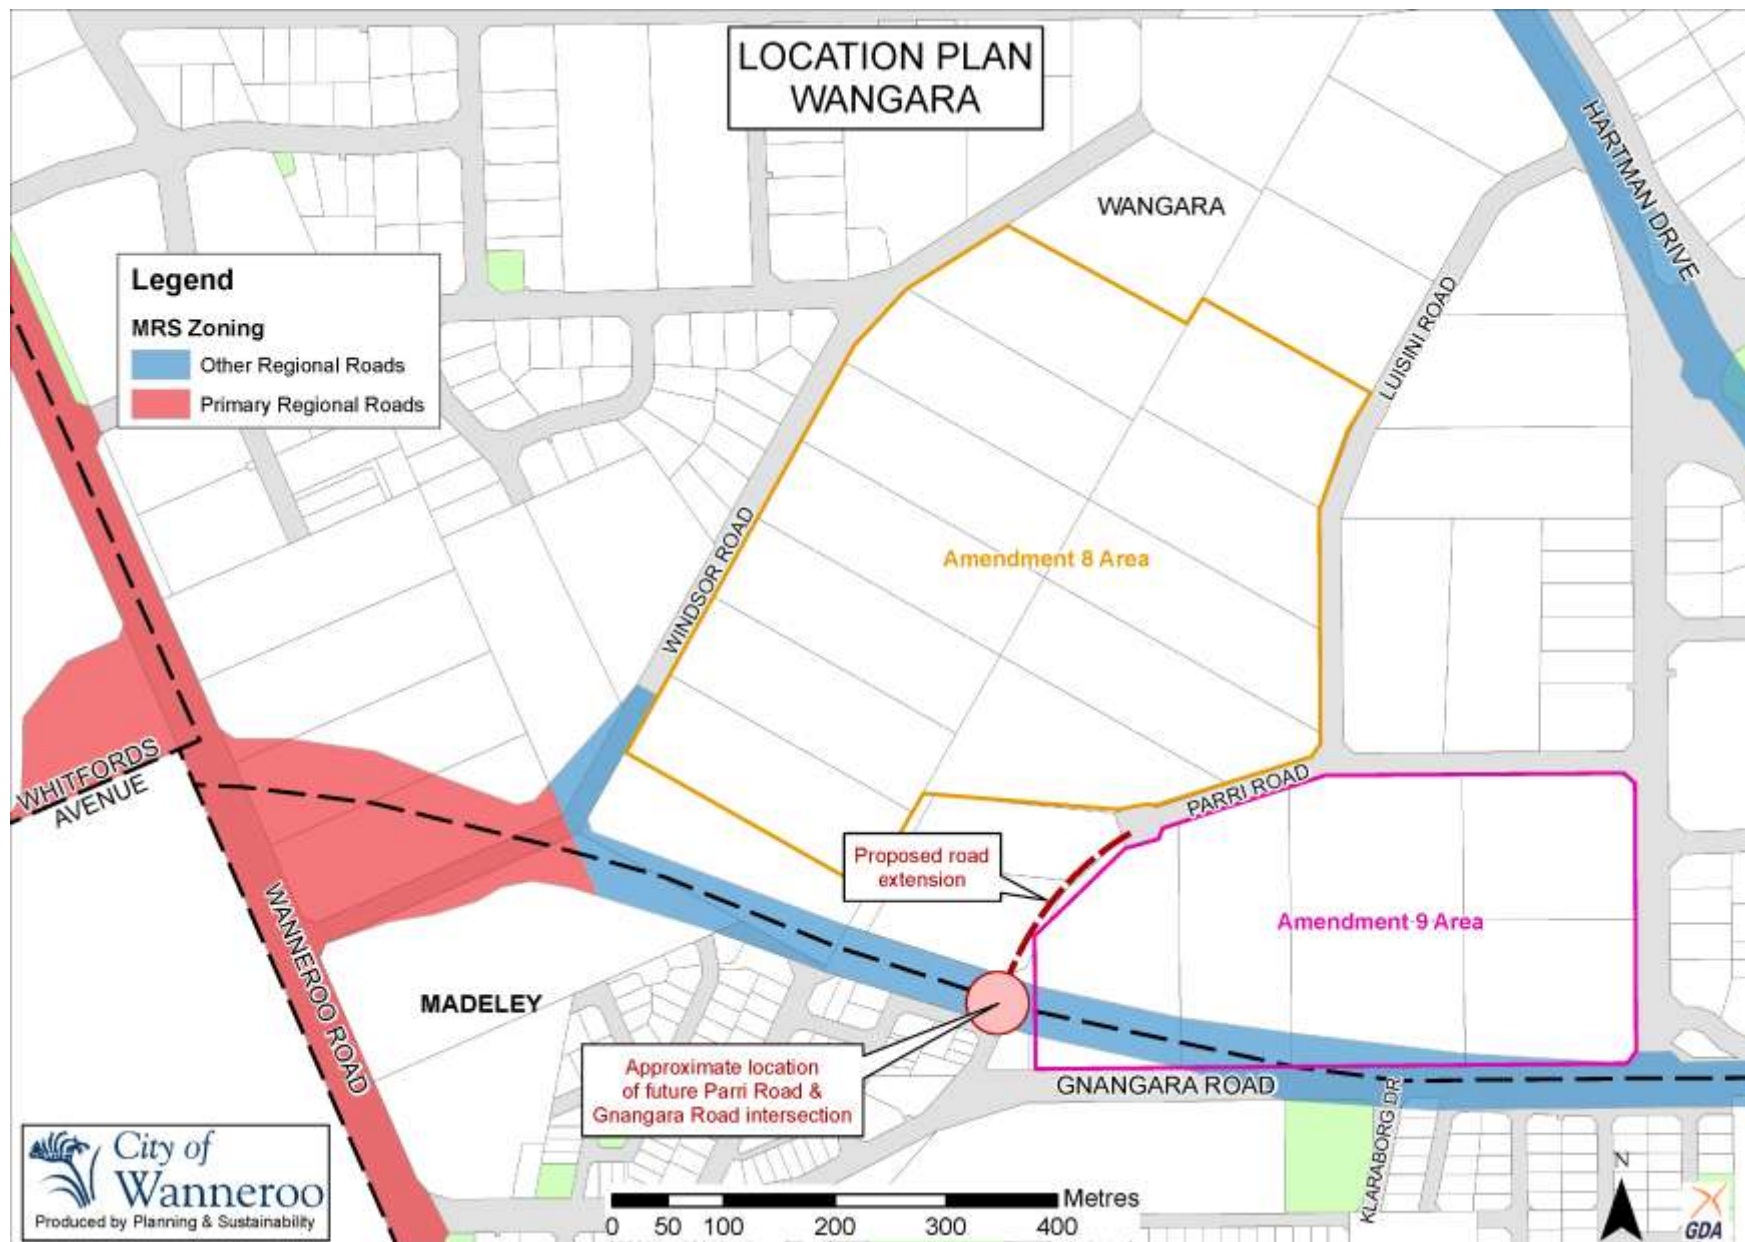 LOCATION PLAN
WANGARA
HARTMAN DRIVE
WANGARA
Legend
MRS Zoning
Other Regional Roads
Primary Regional Roads
LUISINI ROAD
WINDSOR ROAD
Amendment 8 Area
WHITFORDS
AVENUE
PARRI ROAD
Proposed road
extension
Amendment 9 Area
WANNEROO ROAD
MADELEY
Approximate location
of future Parri Road &
Gnangara Road intersection
GNANGARA ROAD
KLARABORG DR
City of
Wanneroo
Produced by Planning & Sustainability
Metres
0 50 100 200 300 400
N
GDA